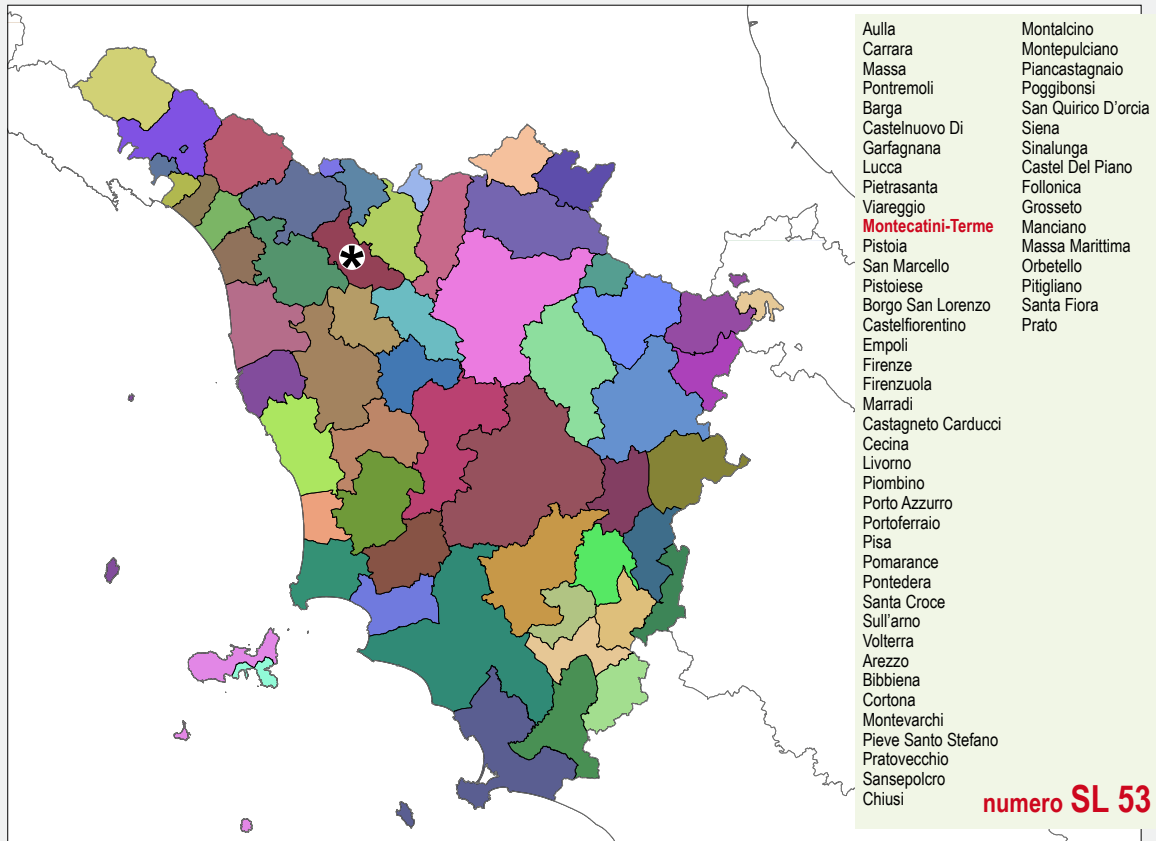 Aulla
Carrara
Massa
Pontremoli
Barga
Castelnuovo Di
Garfagnana
Lucca
Pietrasanta
Viareggio
Montecatini-Terme
Pistoia
San Marcello
Pistoiese
Borgo San Lorenzo
Castelfiorentino
Empoli
Firenze
Firenzuola
Marradi
Castagneto Carducci
Cecina
Livorno
Piombino
Porto Azzurro
Portoferraio
Pisa
Pomarance
Pontedera
Santa Croce
Sull'arno
Volterra
Arezzo
Bibbiena
Cortona
Montevarchi
Pieve Santo Stefano
Pratovecchio
Sansepolcro
Chiusi
Montalcino
Montepulciano
Piancastagnaio
Poggibonsi
San Quirico D'orcia
Siena
Sinalunga
Castel Del Piano
Follonica
Grosseto
Manciano
Massa Marittima
Orbetello
Pitigliano
Santa Fiora
Prato
numero SL 53
*